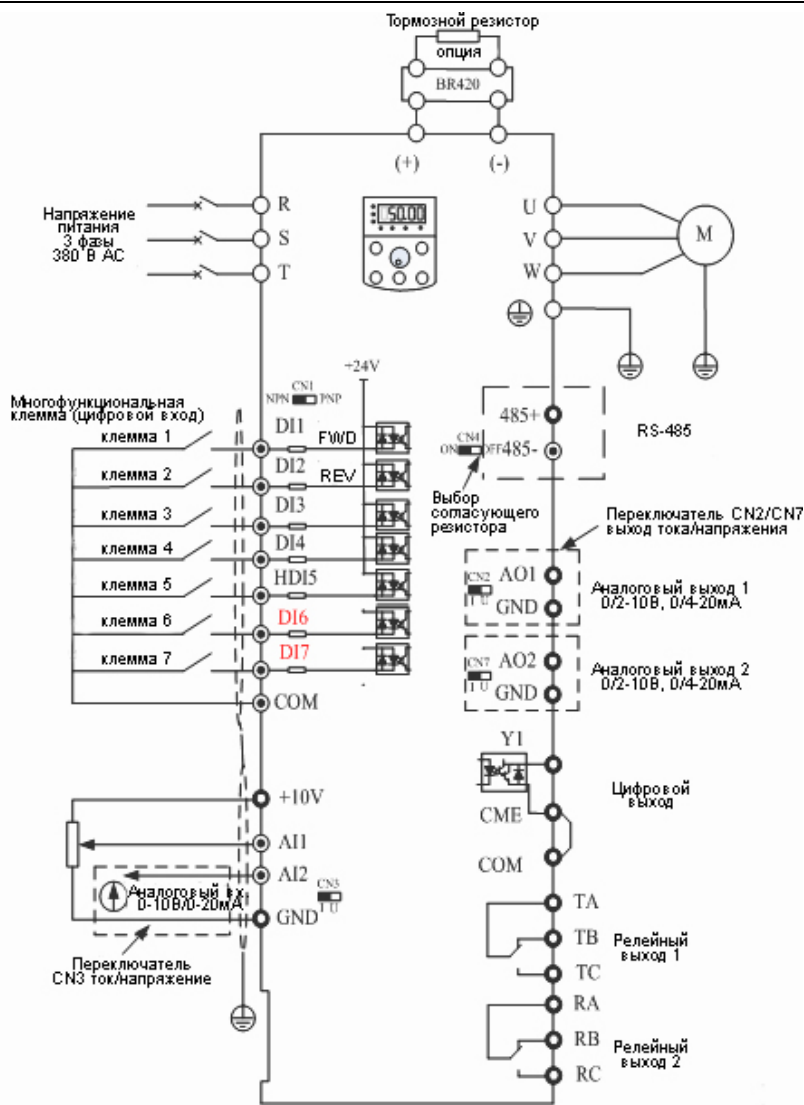 Тормозной резистор
опция
BR420
(+)
(-)
Напряжение
питания
3 фазы
380 В АС
R
S
T
50.00
U
V
W
M
+24V
CN1
NPN
PNP
Многофункциональная
клемма (цифровой вход)
клемма 1
DI1
FWD
клемма 2
DI2
REV
клемма 3
DI3
клемма 4
DI4
клемма 5
HDI5
клемма 6
DI6
клемма 7
DI7
COM
485+
CN4
ON
OFF
485-
RS-485
Выбор
согласующего
резистора
Переключатель CN2/CN7
выход тока/напряжения
CN2
I U
AO1
GND
Аналоговый выход 1
0/2-10В, 0/4-20мА
CN7
I U
AO2
GND
Аналоговый выход 2
0/2-10В, 0/4-20мА
Y1
CME
COM
Цифровой
выход
+10V
AI1
AI2
CN3
I U
GND
Аналоговый вх.
0-10В/0-20мА
Переключатель
CN3 ток/напряжение
TA
TB
TC
Релейный
выход 1
RA
RB
RC
Релейный
выход 2